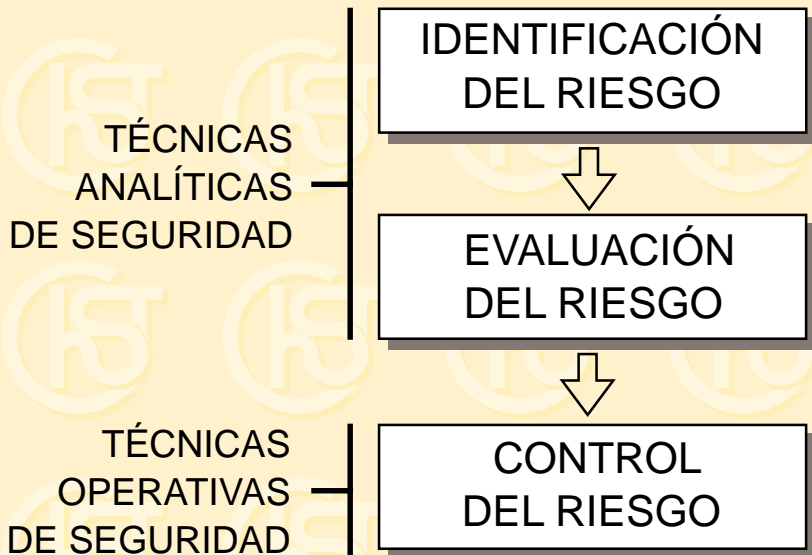 IDENTIFICACIÓN
DEL RIESGO
TÉCNICAS
ANALÍTICAS
DE SEGURIDAD
EVALUACIÓN
DEL RIESGO
TÉCNICAS
OPERATIVAS
DE SEGURIDAD
CONTROL
DEL RIESGO